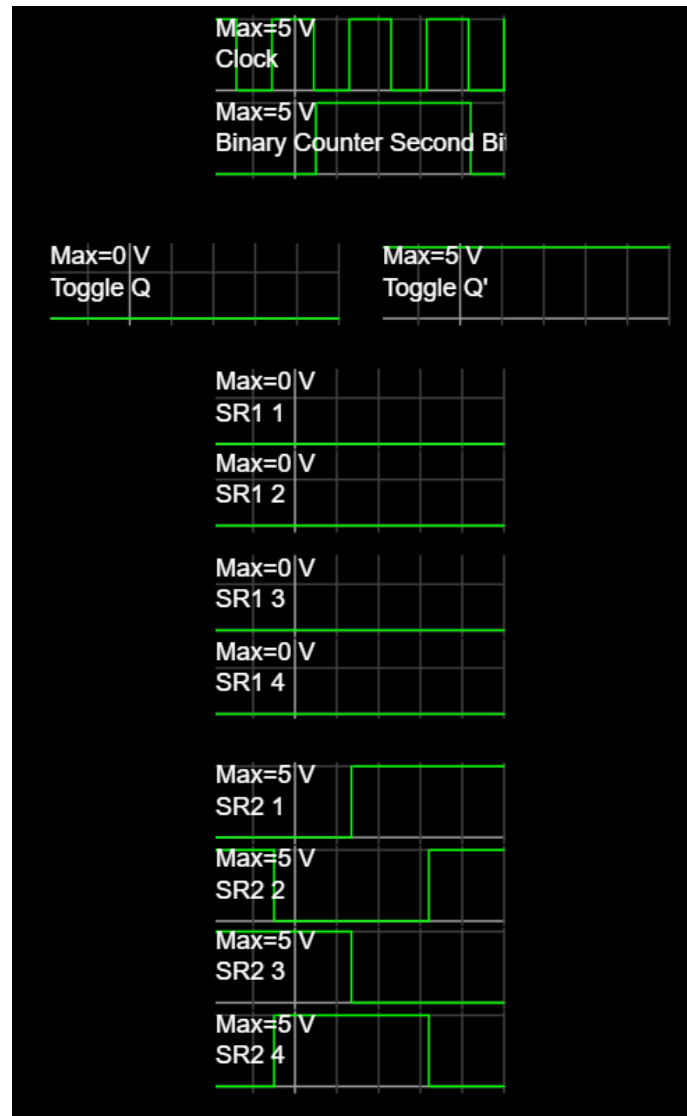 Max=5 V
Clock
Max=5 V
Binary Counter Second Bi
Max=0 V
Toggle Q
Max=5 V
Toggle Q'
Max=0 V
SR1 1
Max=0 V
SR1 2
Max=0 V
SR1 3
Max=0 V
SR1 4
Max=5 V
SR2 1
Max=5 V
SR2 2
Max=5 V
SR2 3
Max=5 V
SR2 4